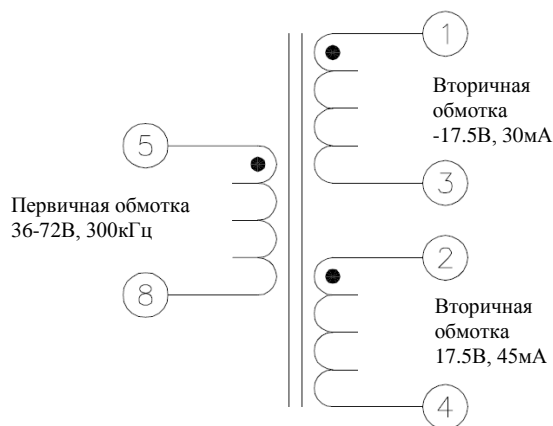 1
Вторичная
обмотка
-17.5В, 30мА
3
5
Первичная обмотка
36-72В, 300кГц
8
2
Вторичная
обмотка
17.5В, 45мА
4